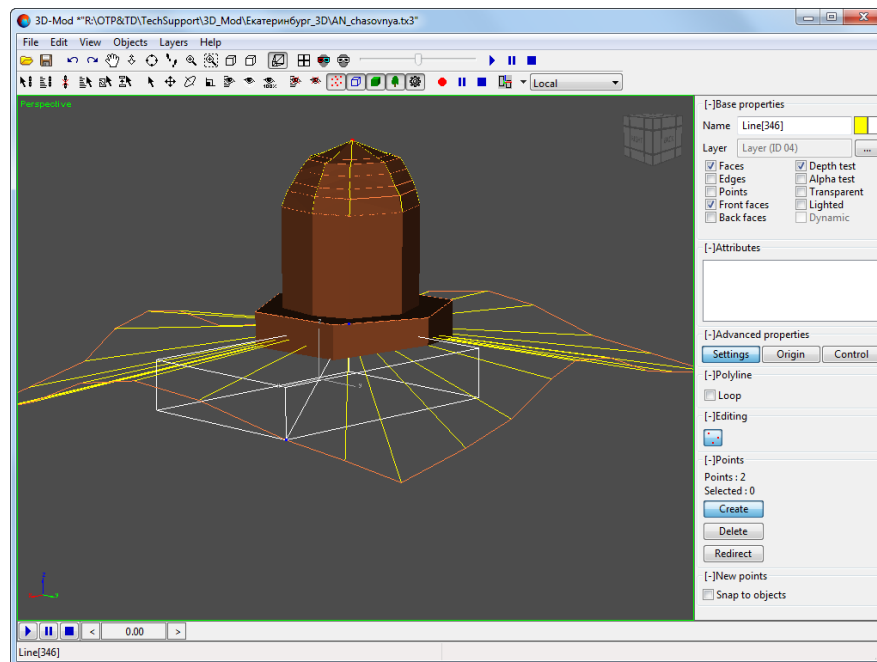 3D-Mod *"R:\OTP&TD\TechSupport\3D_Mod\Екатеринбург_3D\AN_chasovnya.tx3"
File Edit View Objects Layers Help
Local
Perspective
[-]Base properties
Name Line[346]
Layer Layer (ID 04) ...
Faces Depth test
Edges Alpha test
Points Transparent
Front faces Lighted
Back faces Dynamic
[-]Attributes
[-]Advanced properties
Settings Origin Control
[-]Polyline
Loop
[-]Editing
[-]Points
Points : 2
Selected : 0
Create
Delete
Redirect
[-]New points
Snap to objects
< 0.00 >
Line[346]